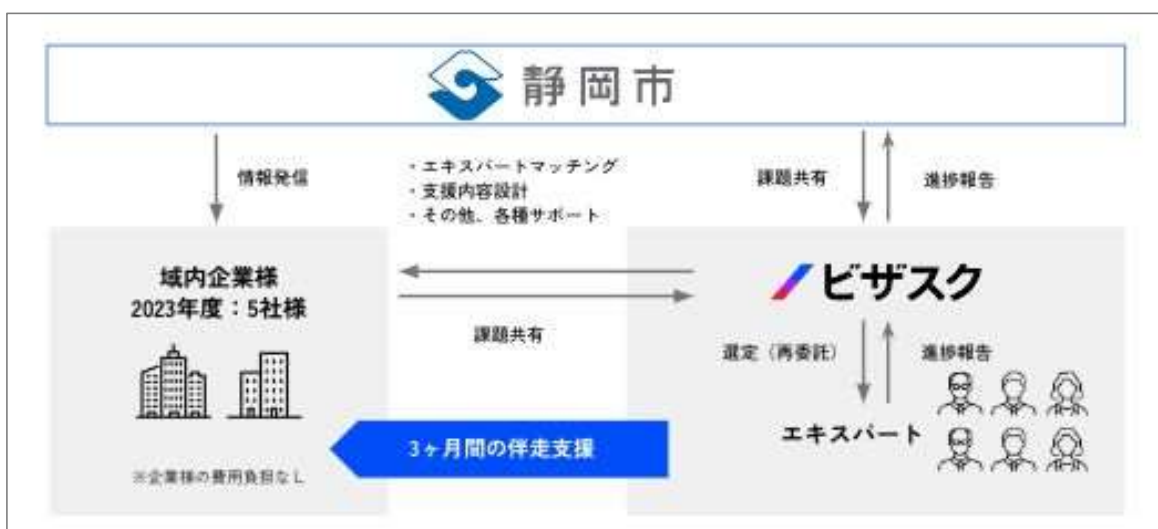 静岡市
情報発信
・エキスパートマッチング
・支援内容設計
・その他、各種サポート
課題共有
進捗報告
域内企業様
2023年度：5社様
課題共有
ビザスク
選定（再委託）
進捗報告
エキスパート
3ヶ月間の伴走支援
※企業様の費用負担なし